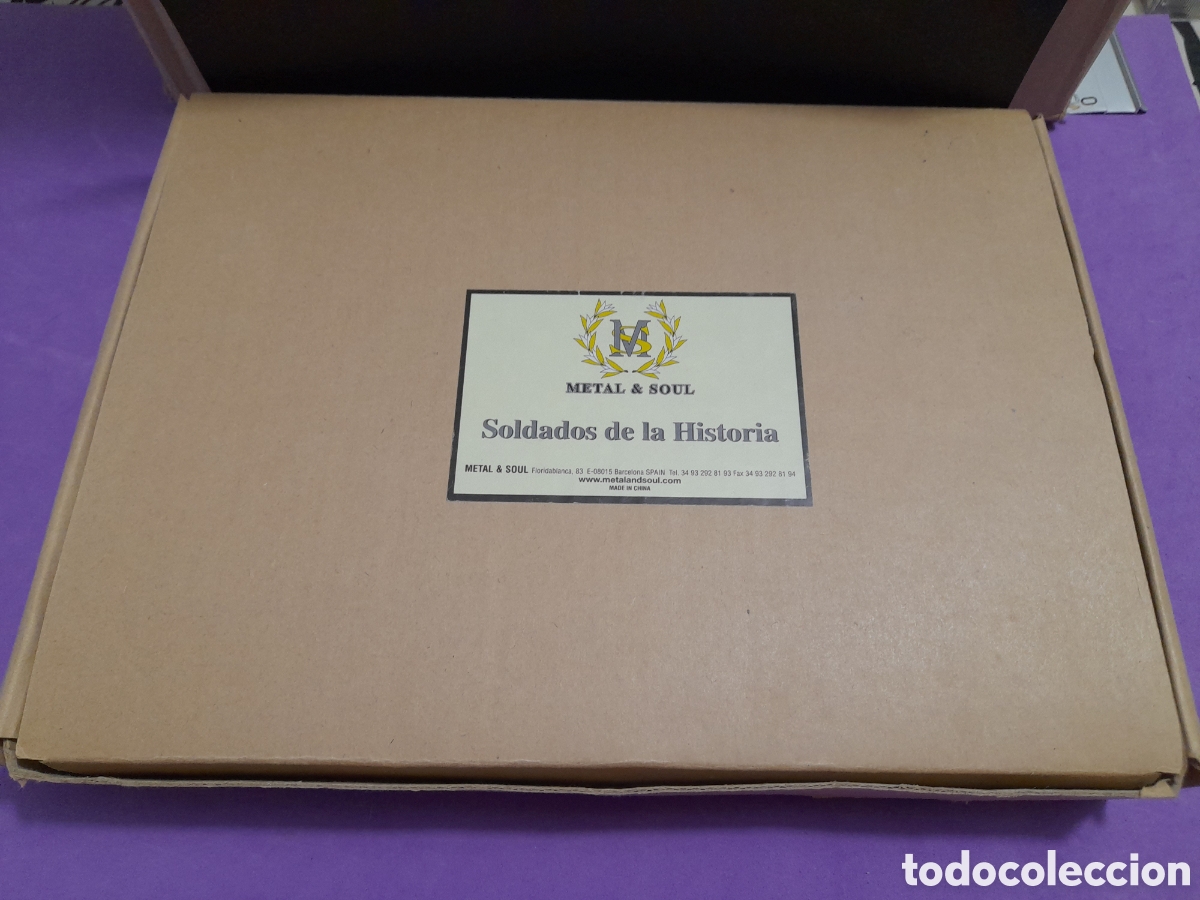 MS
METAL & SOUL
Soldados de la Historia
METAL & SOUL Floridablanca, 83 E-08015 Barcelona SPAIN Tel. 34 93 292 81 93 Fax 34 93 292 81 94
www.metalandsoul.com
MADE IN CHINA
todocoleccion